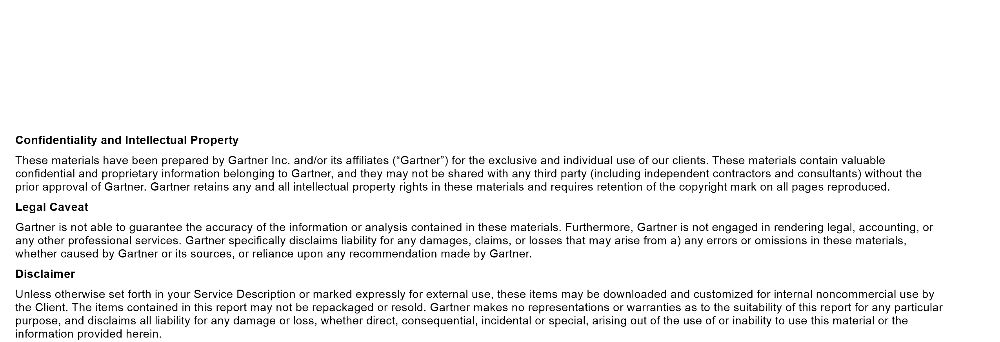 Confidentiality and Intellectual Property
These materials have been prepared by Gartner Inc. and/or its affiliates (“Gartner”) for the exclusive and individual use of our clients. These materials contain valuable
confidential and proprietary information belonging to Gartner, and they may not be shared with any third party (including independent contractors and consultants) without the
prior approval of Gartner. Gartner retains any and all intellectual property rights in these materials and requires retention of the copyright mark on all pages reproduced.
Legal Caveat
Gartner is not able to guarantee the accuracy of the information or analysis contained in these materials. Furthermore, Gartner is not engaged in rendering legal, accounting, or
any other professional services. Gartner specifically disclaims liability for any damages, claims, or losses that may arise from a) any errors or omissions in these materials,
whether caused by Gartner or its sources, or reliance upon any recommendation made by Gartner.
Disclaimer
Unless otherwise set forth in your Service Description or marked expressly for external use, these items may be downloaded and customized for internal noncommercial use by
the Client. The items contained in this report may not be repackaged or resold. Gartner makes no representations or warranties as to the suitability of this report for any particular
purpose, and disclaims all liability for any damage or loss, whether direct, consequential, incidental or special, arising out of the use of or inability to use this material or the
information provided herein.